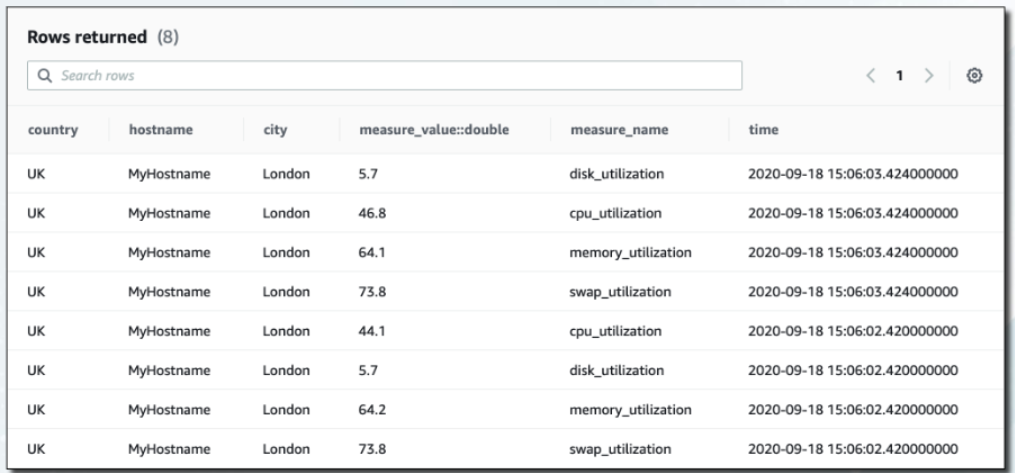 Rows returned (8)
Search rows
1
country hostname city measure_value::double measure_name time
UK MyHostname London 5.7 disk_utilization 2020-09-18 15:06:03.424000000
UK MyHostname London 46.8 cpu_utilization 2020-09-18 15:06:03.424000000
UK MyHostname London 64.1 memory_utilization 2020-09-18 15:06:03.424000000
UK MyHostname London 73.8 swap_utilization 2020-09-18 15:06:03.424000000
UK MyHostname London 44.1 cpu_utilization 2020-09-18 15:06:02.420000000
UK MyHostname London 5.7 disk_utilization 2020-09-18 15:06:02.420000000
UK MyHostname London 64.2 memory_utilization 2020-09-18 15:06:02.420000000
UK MyHostname London 73.8 swap_utilization 2020-09-18 15:06:02.420000000